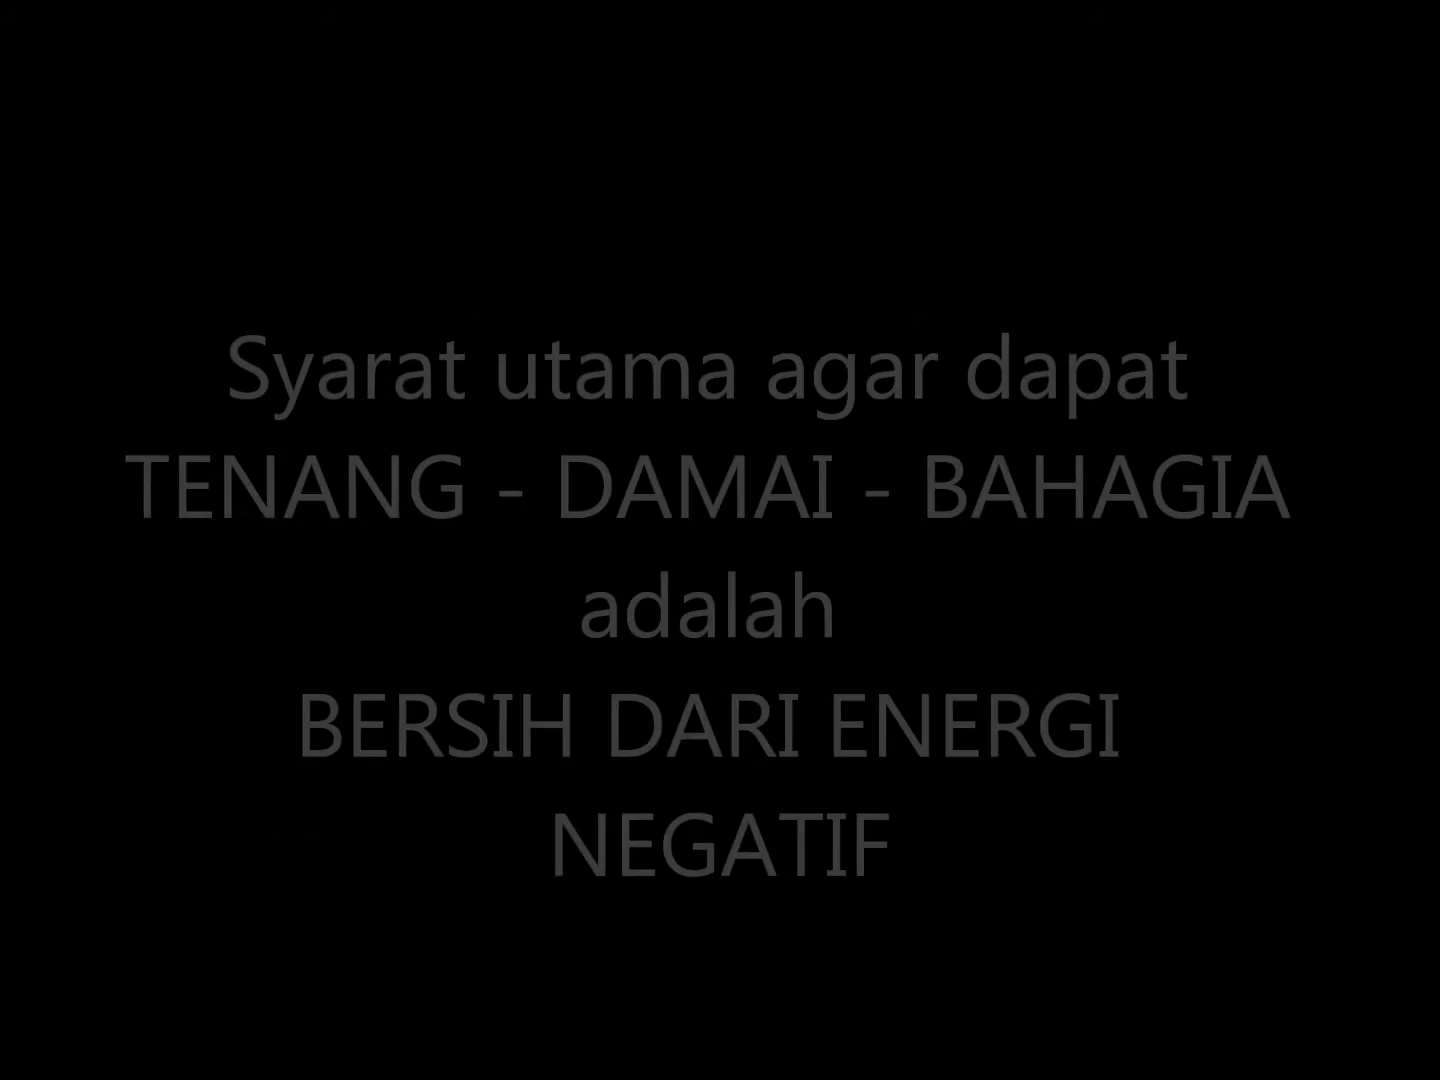 Syarat utama agar dapat
TENANG - DAMAI - BAHAGIA
adalah
BERSIH DARI ENERGI
NEGATIF